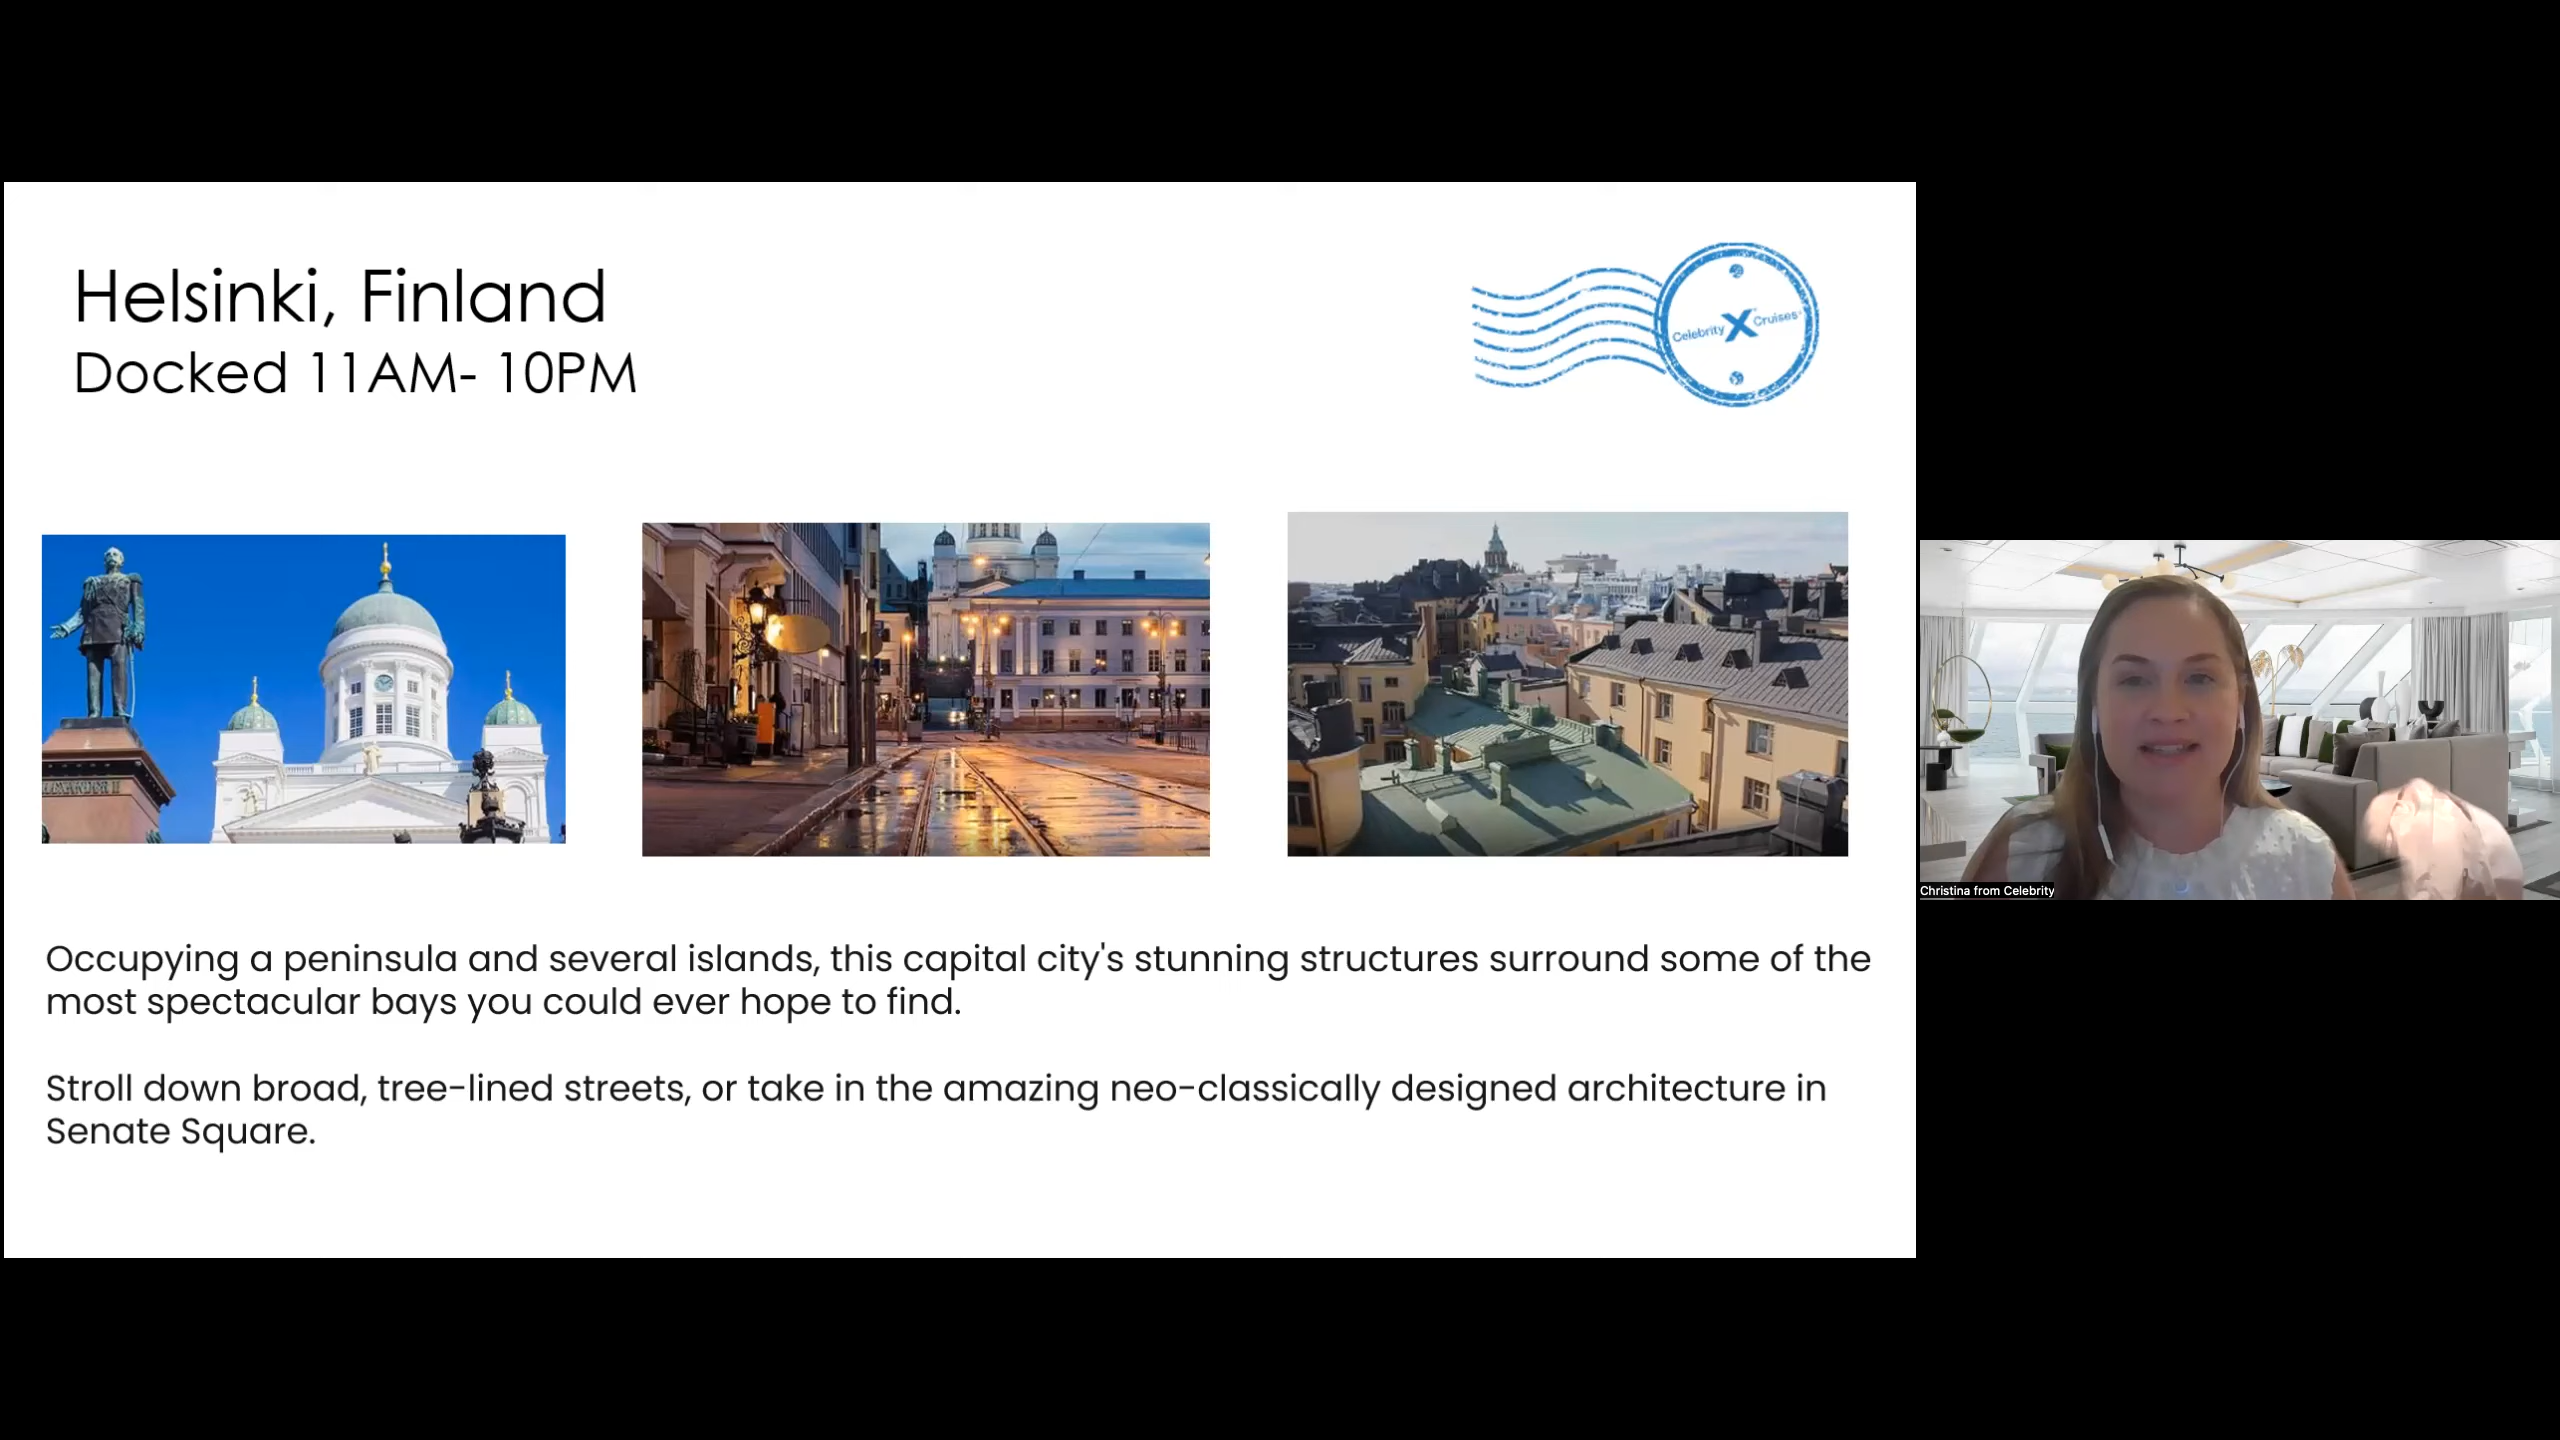 Helsinki, Finland
Docked 11AM- 10PM
Celebrity X Cruises
Occupying a peninsula and several islands, this capital city's stunning structures surround some of the
most spectacular bays you could ever hope to find.
Stroll down broad, tree-lined streets, or take in the amazing neo-classically designed architecture in
Senate Square.
Christina from Celebrity